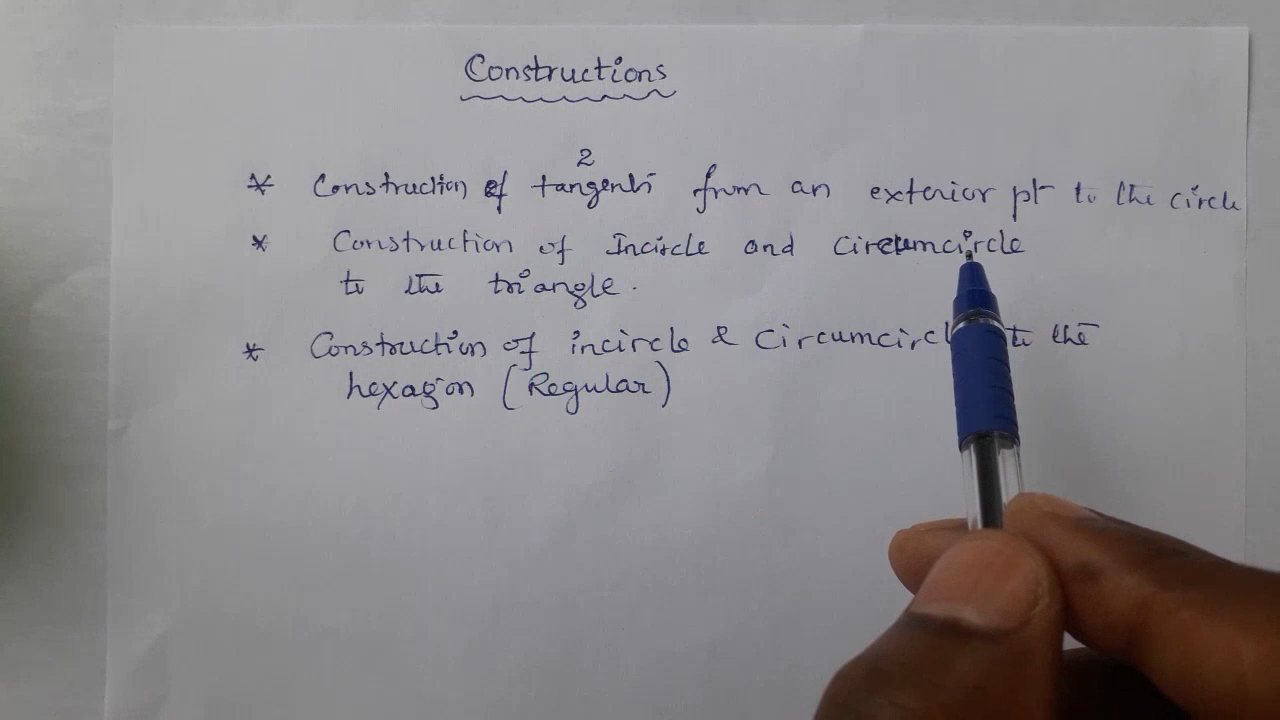 Constructions
2
* Construction of tangents from an exterior pt to the circle
* Construction of Incircle and Circumcircle
to the triangle.
* Construction of incircle & Circumcircl to the
hexagon (Regular)